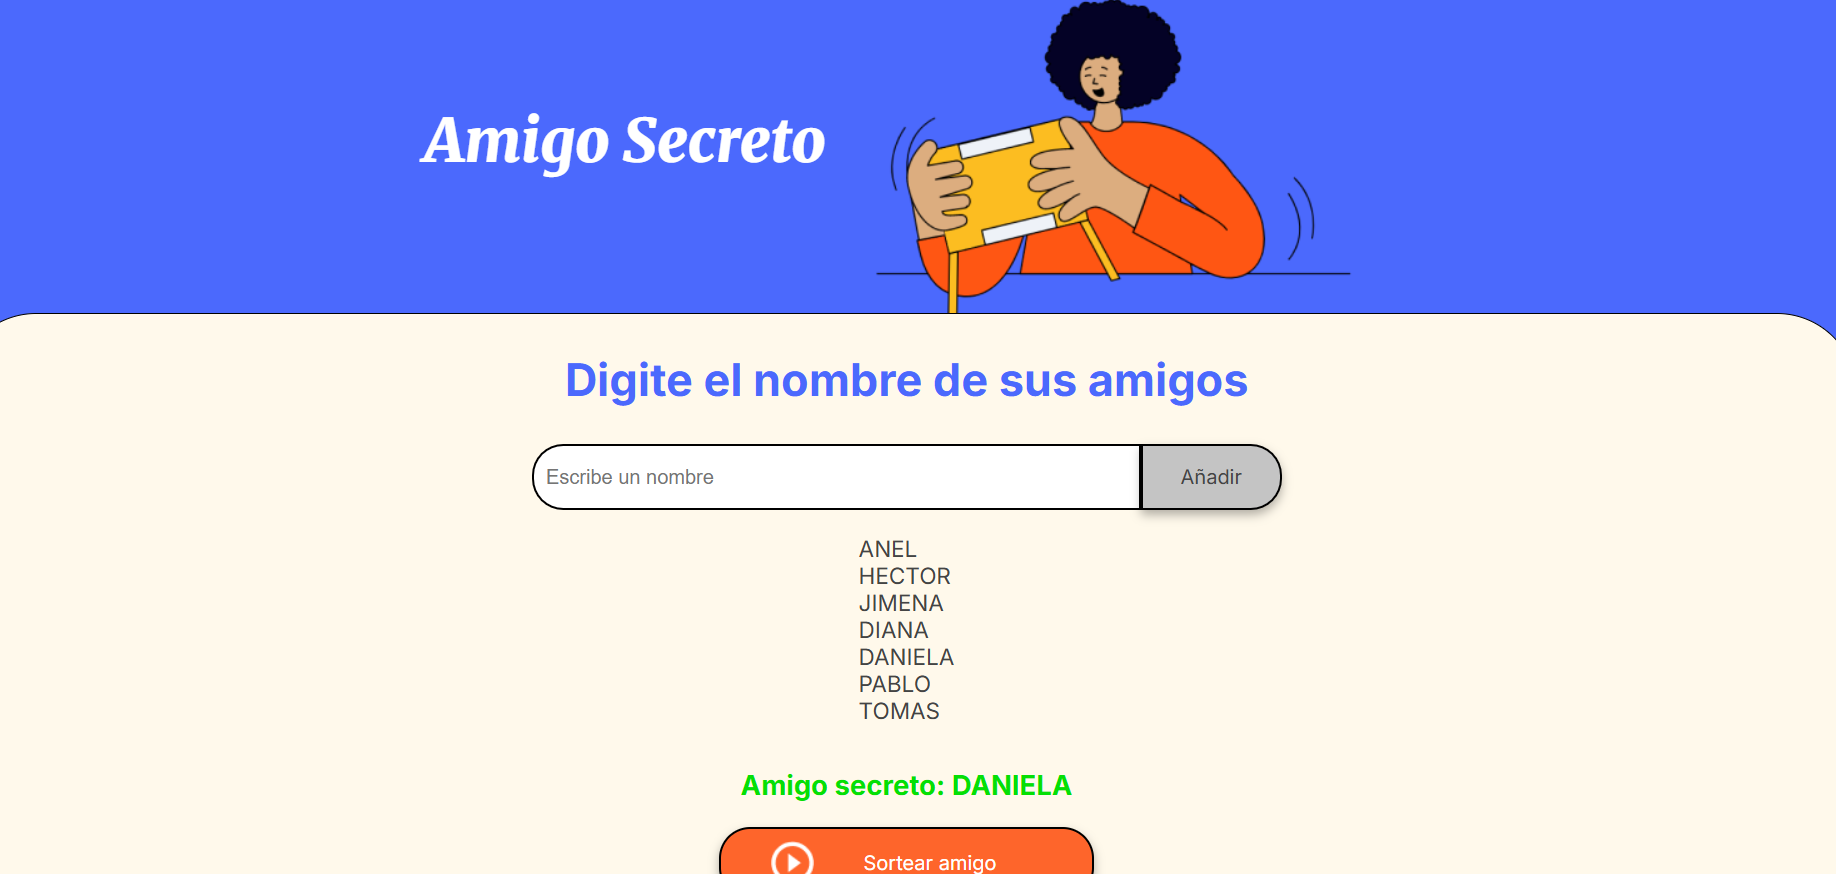 Amigo Secreto
Digite el nombre de sus amigos
Escribe un nombre
Añadir
ANEL
HECTOR
JIMENA
DIANA
DANIELA
PABLO
TOMAS
Amigo secreto: DANIELA
Sortear amigo